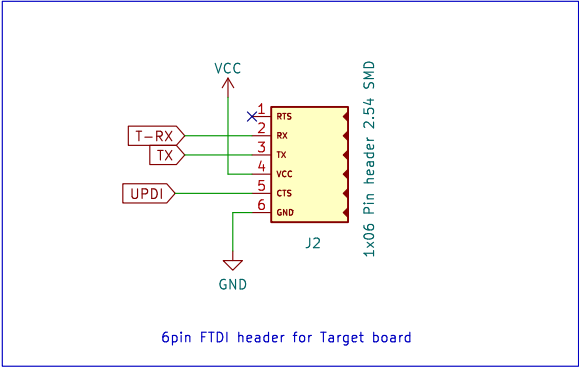 VCC
1 RTS
T-RX 2 RX
TX 3 TX
4 VCC
UPDI 5 CTS
6 GND
1x06 Pin header 2.54 SMD
J2
GND
6pin FTDI header for Target board